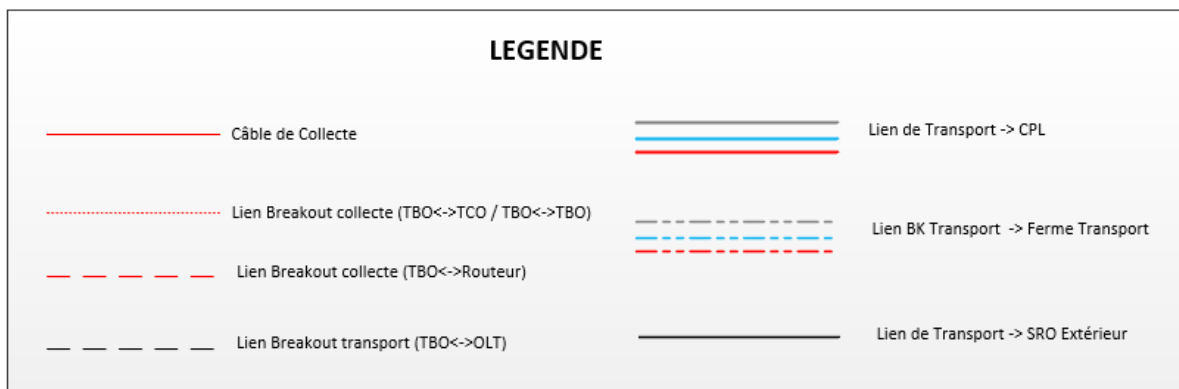 LEGENDE
Câble de Collecte
Lien Breakout collecte (TBO<->TCO / TBO<->TBO)
Lien Breakout collecte (TBO<->Routeur)
Lien Breakout transport (TBO<->OLT)
Lien de Transport -> CPL
Lien BK Transport -> Ferme Transport
Lien de Transport -> SRO Extérieur